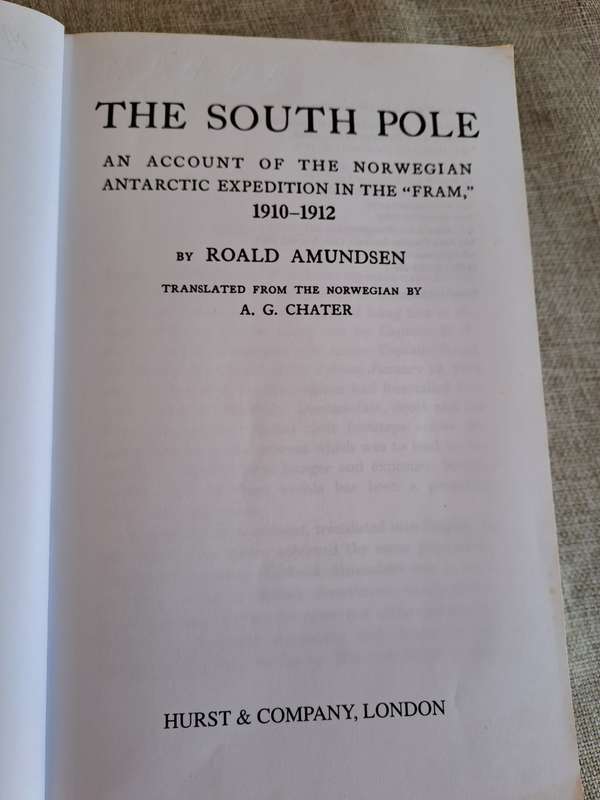 THE SOUTH POLE
AN ACCOUNT OF THE NORWEGIAN
ANTARCTIC EXPEDITION IN THE “FRAM,”
1910–1912
BY ROALD AMUNDSEN
TRANSLATED FROM THE NORWEGIAN BY
A. G. CHATER
HURST & COMPANY, LONDON